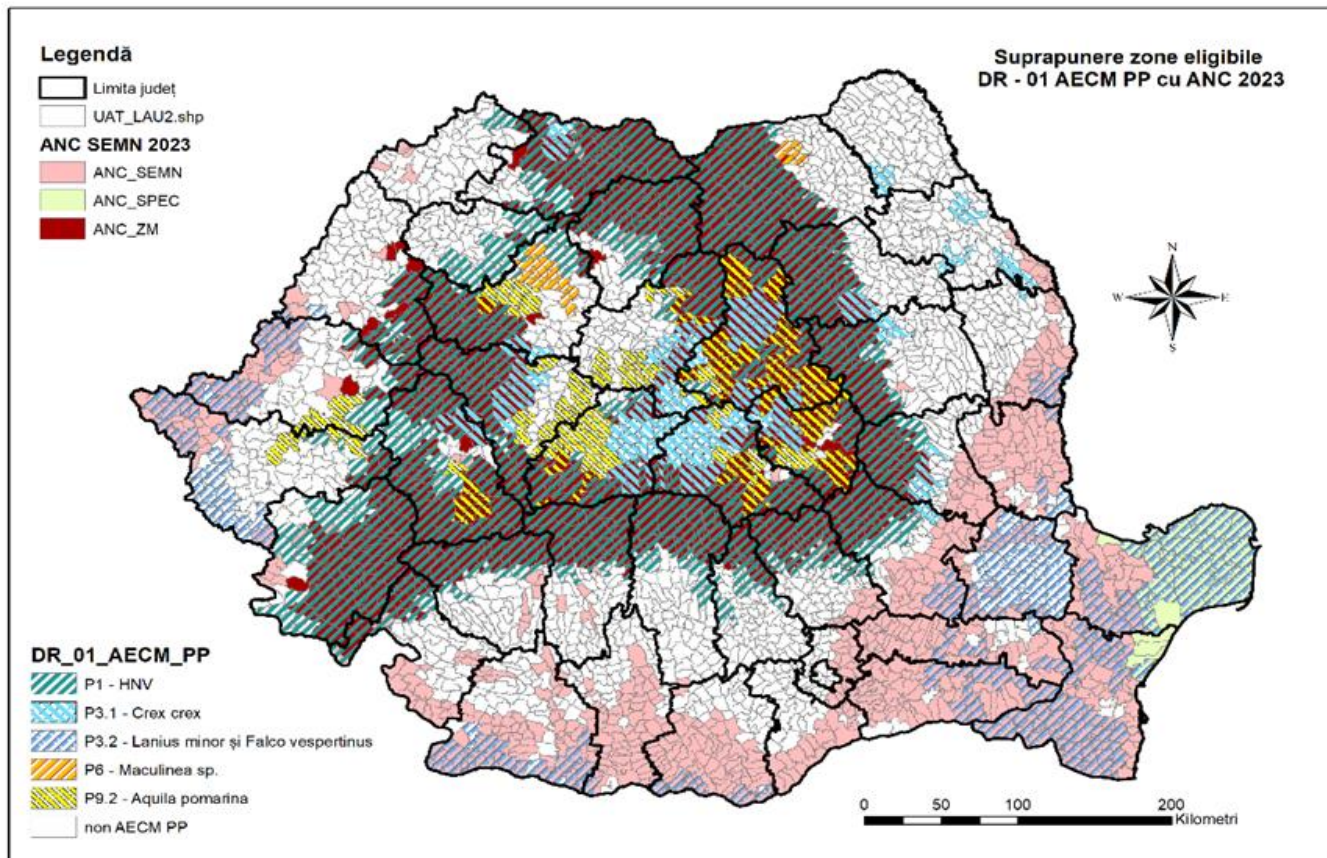 Legendă
Limita județ
UAT_LAU2.shp
ANC SEMN 2023
ANC_SEMN
ANC_SPEC
ANC_ZM
Suprapunere zone eligibile
DR - 01 AECM PP cu ANC 2023
N
W
E
S
DR_01_AECM_PP
P1 - HNV
P3.1 - Crex crex
P3.2 - Lanius minor și Falco vespertinus
P6 - Maculinea sp.
P9.2 - Aquila pomarina
non AECM PP
0 50 100 200
Kilometri